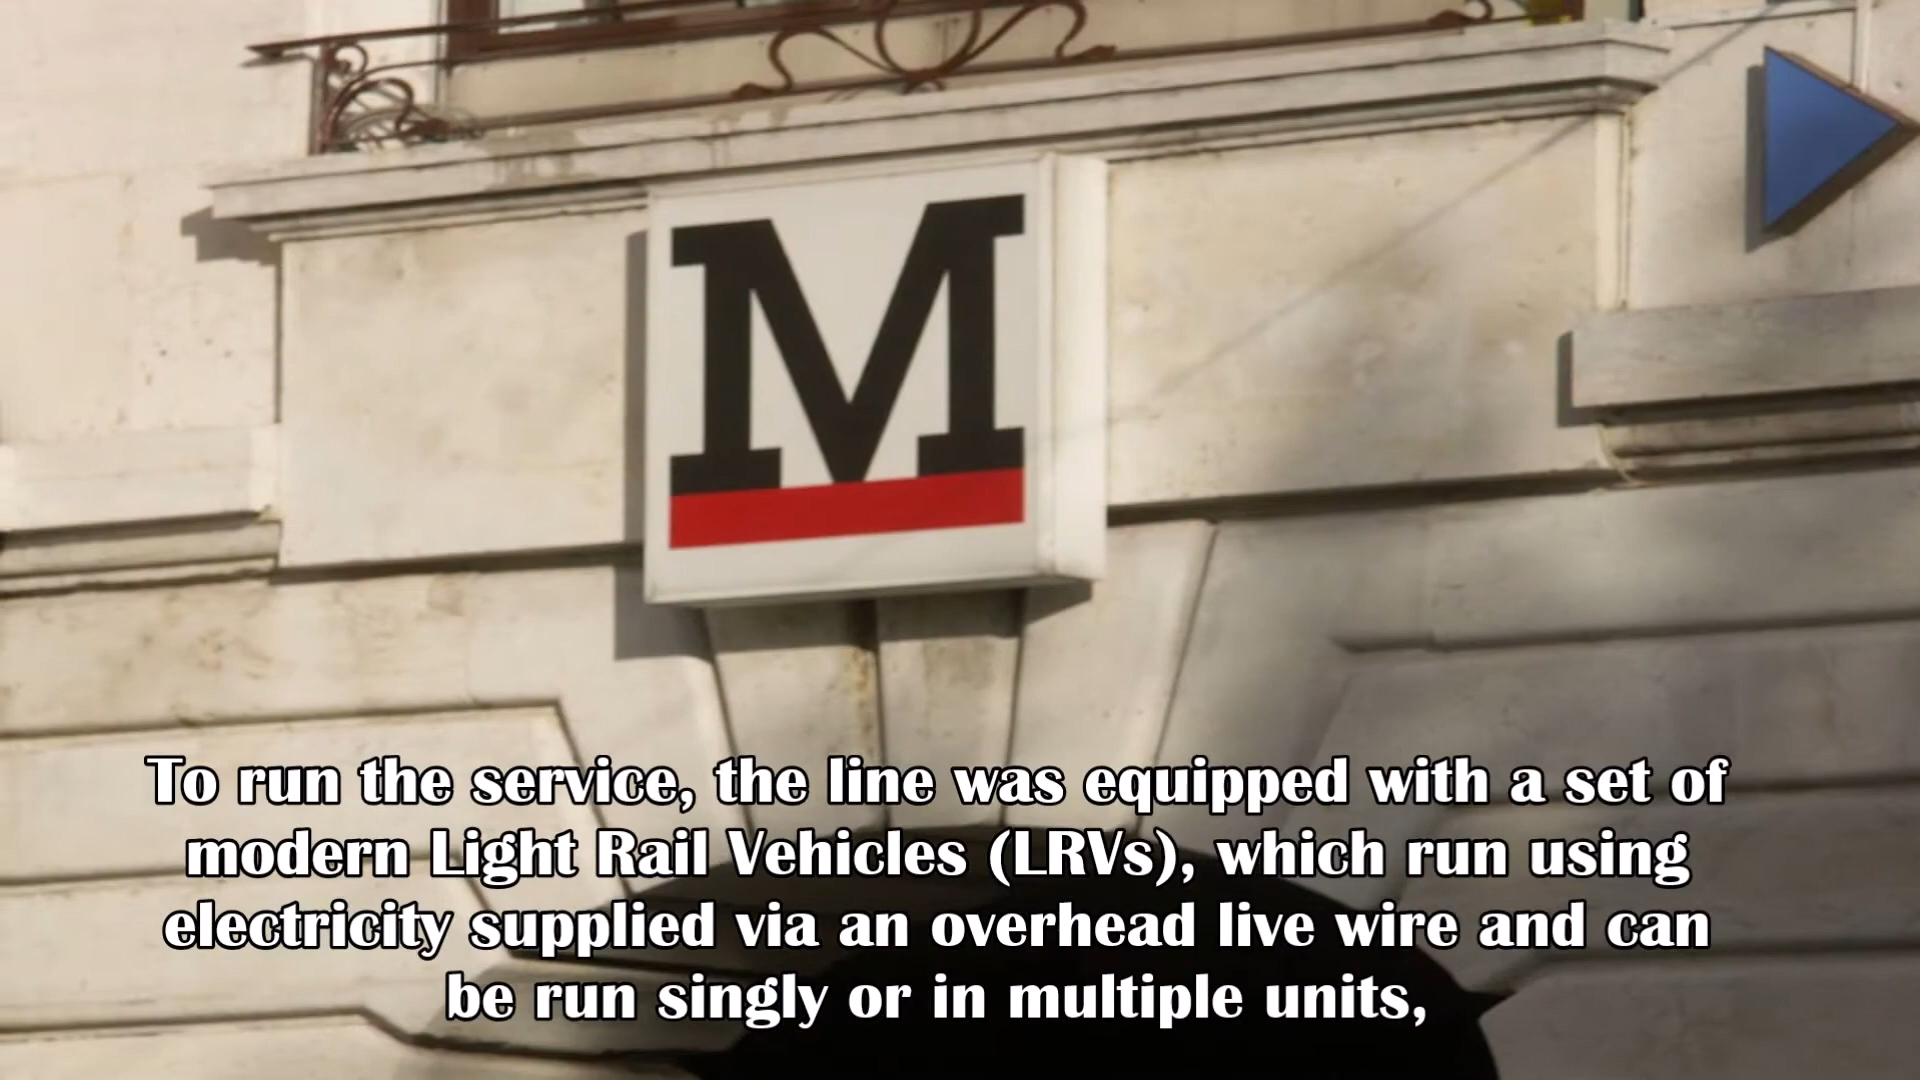 M
To run the service, the line was equipped with a set of
modern Light Rail Vehicles (LRVs), which run using
electricity supplied via an overhead live wire and can
be run singly or in multiple units,